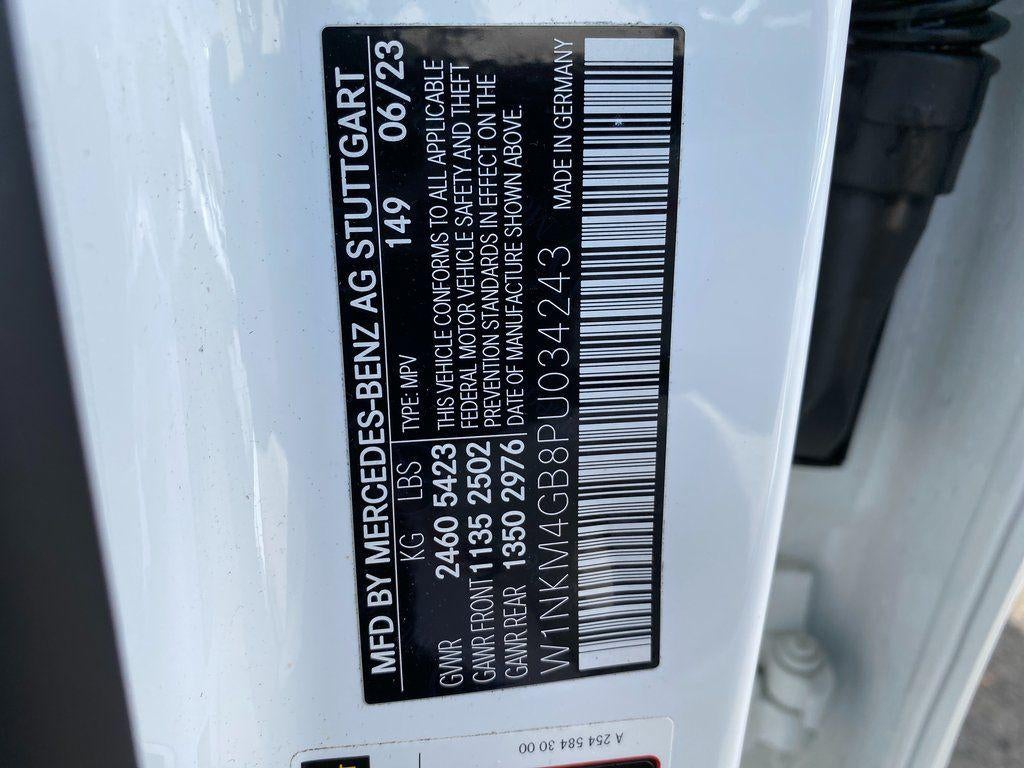 MFD BY MERCEDES-BENZ AG STUTTGART
KG LBS
GVWR 2460 5423
GAWR FRONT 1135 2502
GAWR REAR 1350 2976
TYPE: MPV 149 06/23
THIS VEHICLE CONFORMS TO ALL APPLICABLE
FEDERAL MOTOR VEHICLE SAFETY AND THEFT
PREVENTION STANDARDS IN EFFECT ON THE
DATE OF MANUFACTURE SHOWN ABOVE.
W1NKM4GB8PU034243 MADE IN GERMANY
A 254 584 30 00